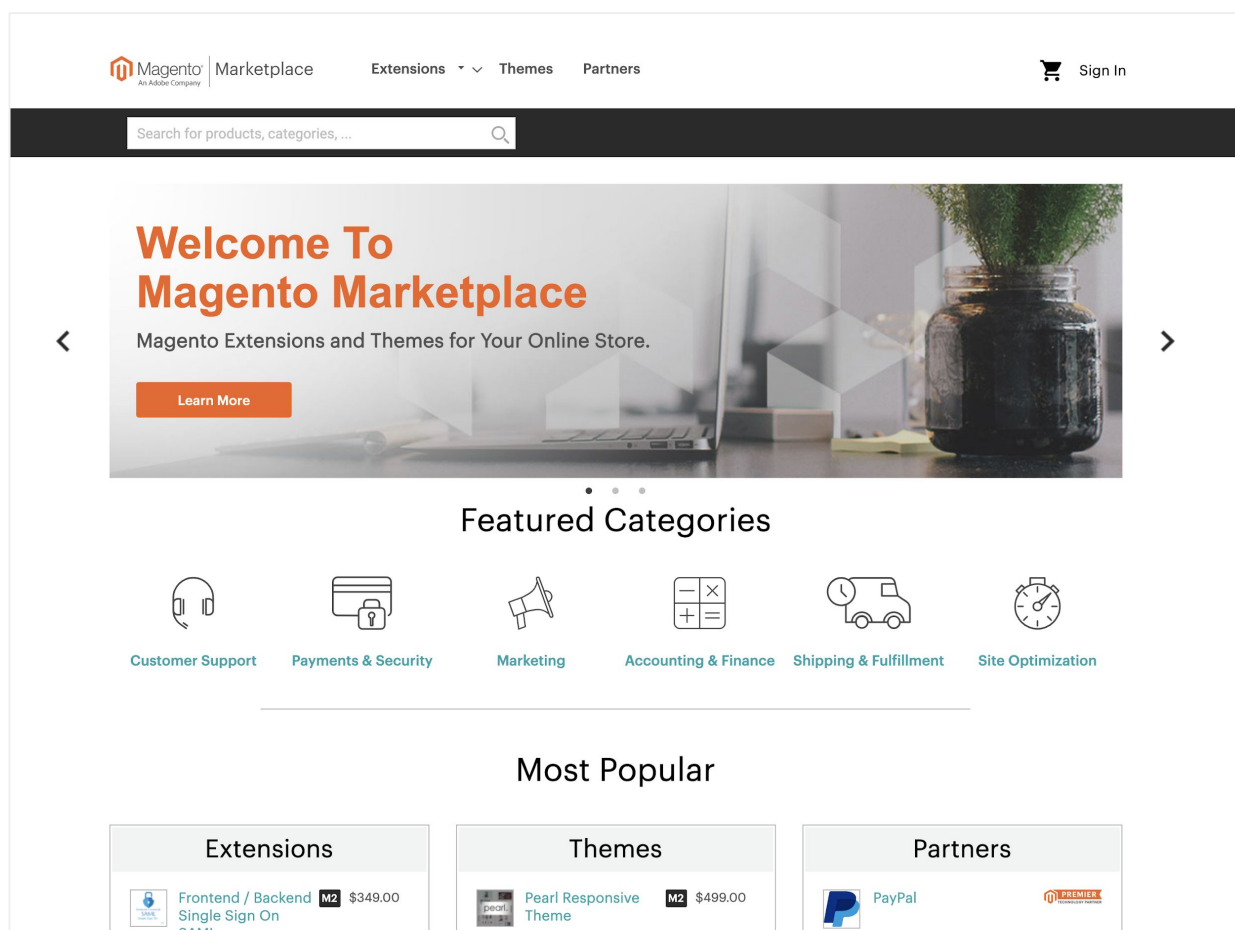 Magento® | Marketplace
An Adobe Company
Extensions
Themes
Partners
Sign In
Search for products, categories, ...
Welcome To
Magento Marketplace
Magento Extensions and Themes for Your Online Store.
Learn More
Featured Categories
Customer Support
Payments & Security
Marketing
Accounting & Finance
Shipping & Fulfillment
Site Optimization
Most Popular
Extensions
Frontend / Backend M2 $349.00
Single Sign On
Themes
pearl.
Pearl Responsive M2 $499.00
Theme
Partners
PayPal
PREMIER
TECHNOLOGY PARTNER